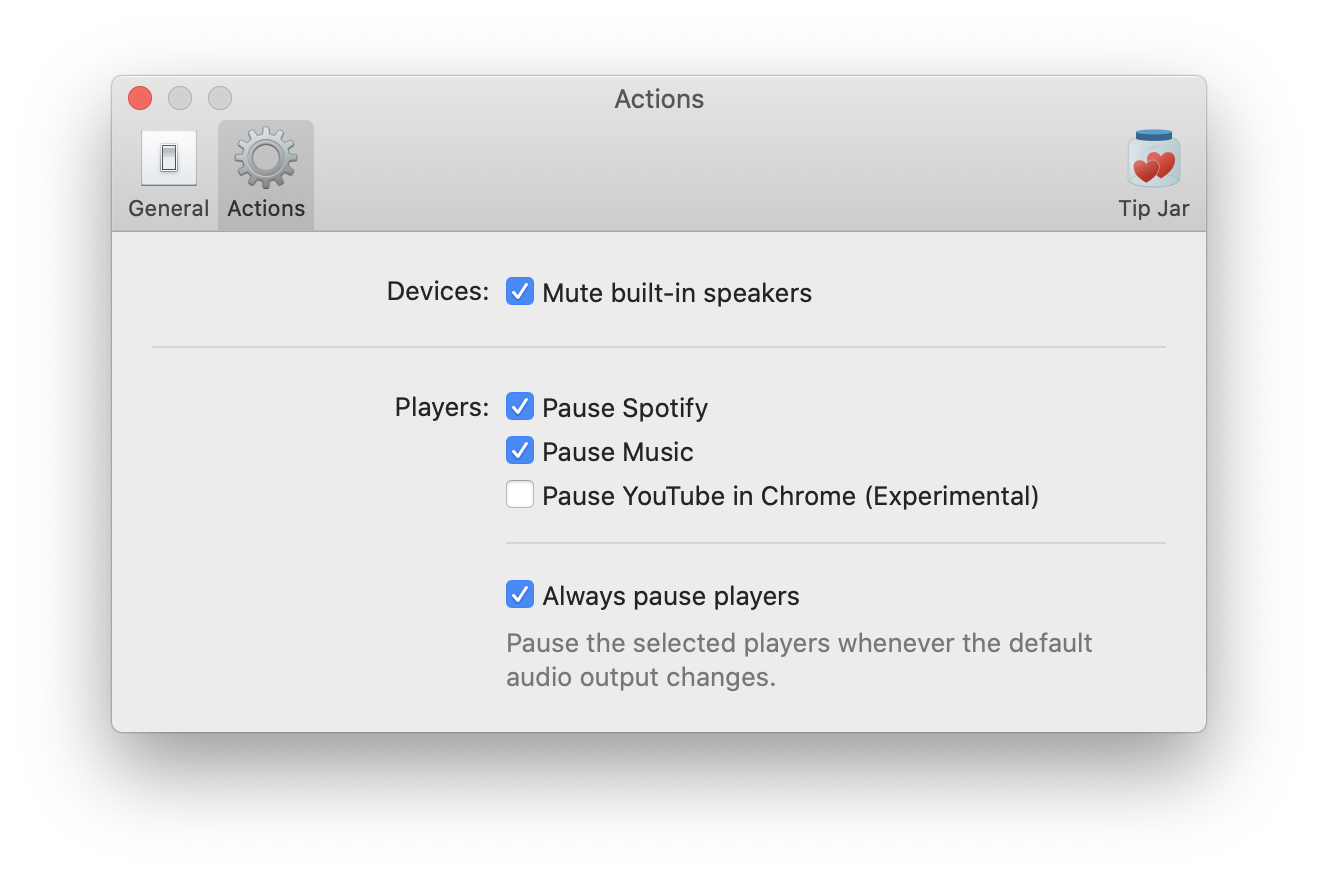 Actions
General
Actions
Tip Jar
Devices: Mute built-in speakers
Players: Pause Spotify
Pause Music
Pause YouTube in Chrome (Experimental)
Always pause players
Pause the selected players whenever the default
audio output changes.